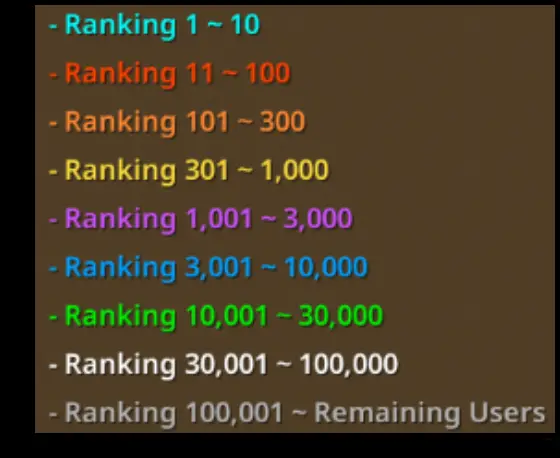 - Ranking 1 ~ 10
- Ranking 11 ~ 100
- Ranking 101 ~ 300
- Ranking 301 ~ 1,000
- Ranking 1,001 ~ 3,000
- Ranking 3,001 ~ 10,000
- Ranking 10,001 ~ 30,000
- Ranking 30,001 ~ 100,000
- Ranking 100,001 ~ Remaining Users